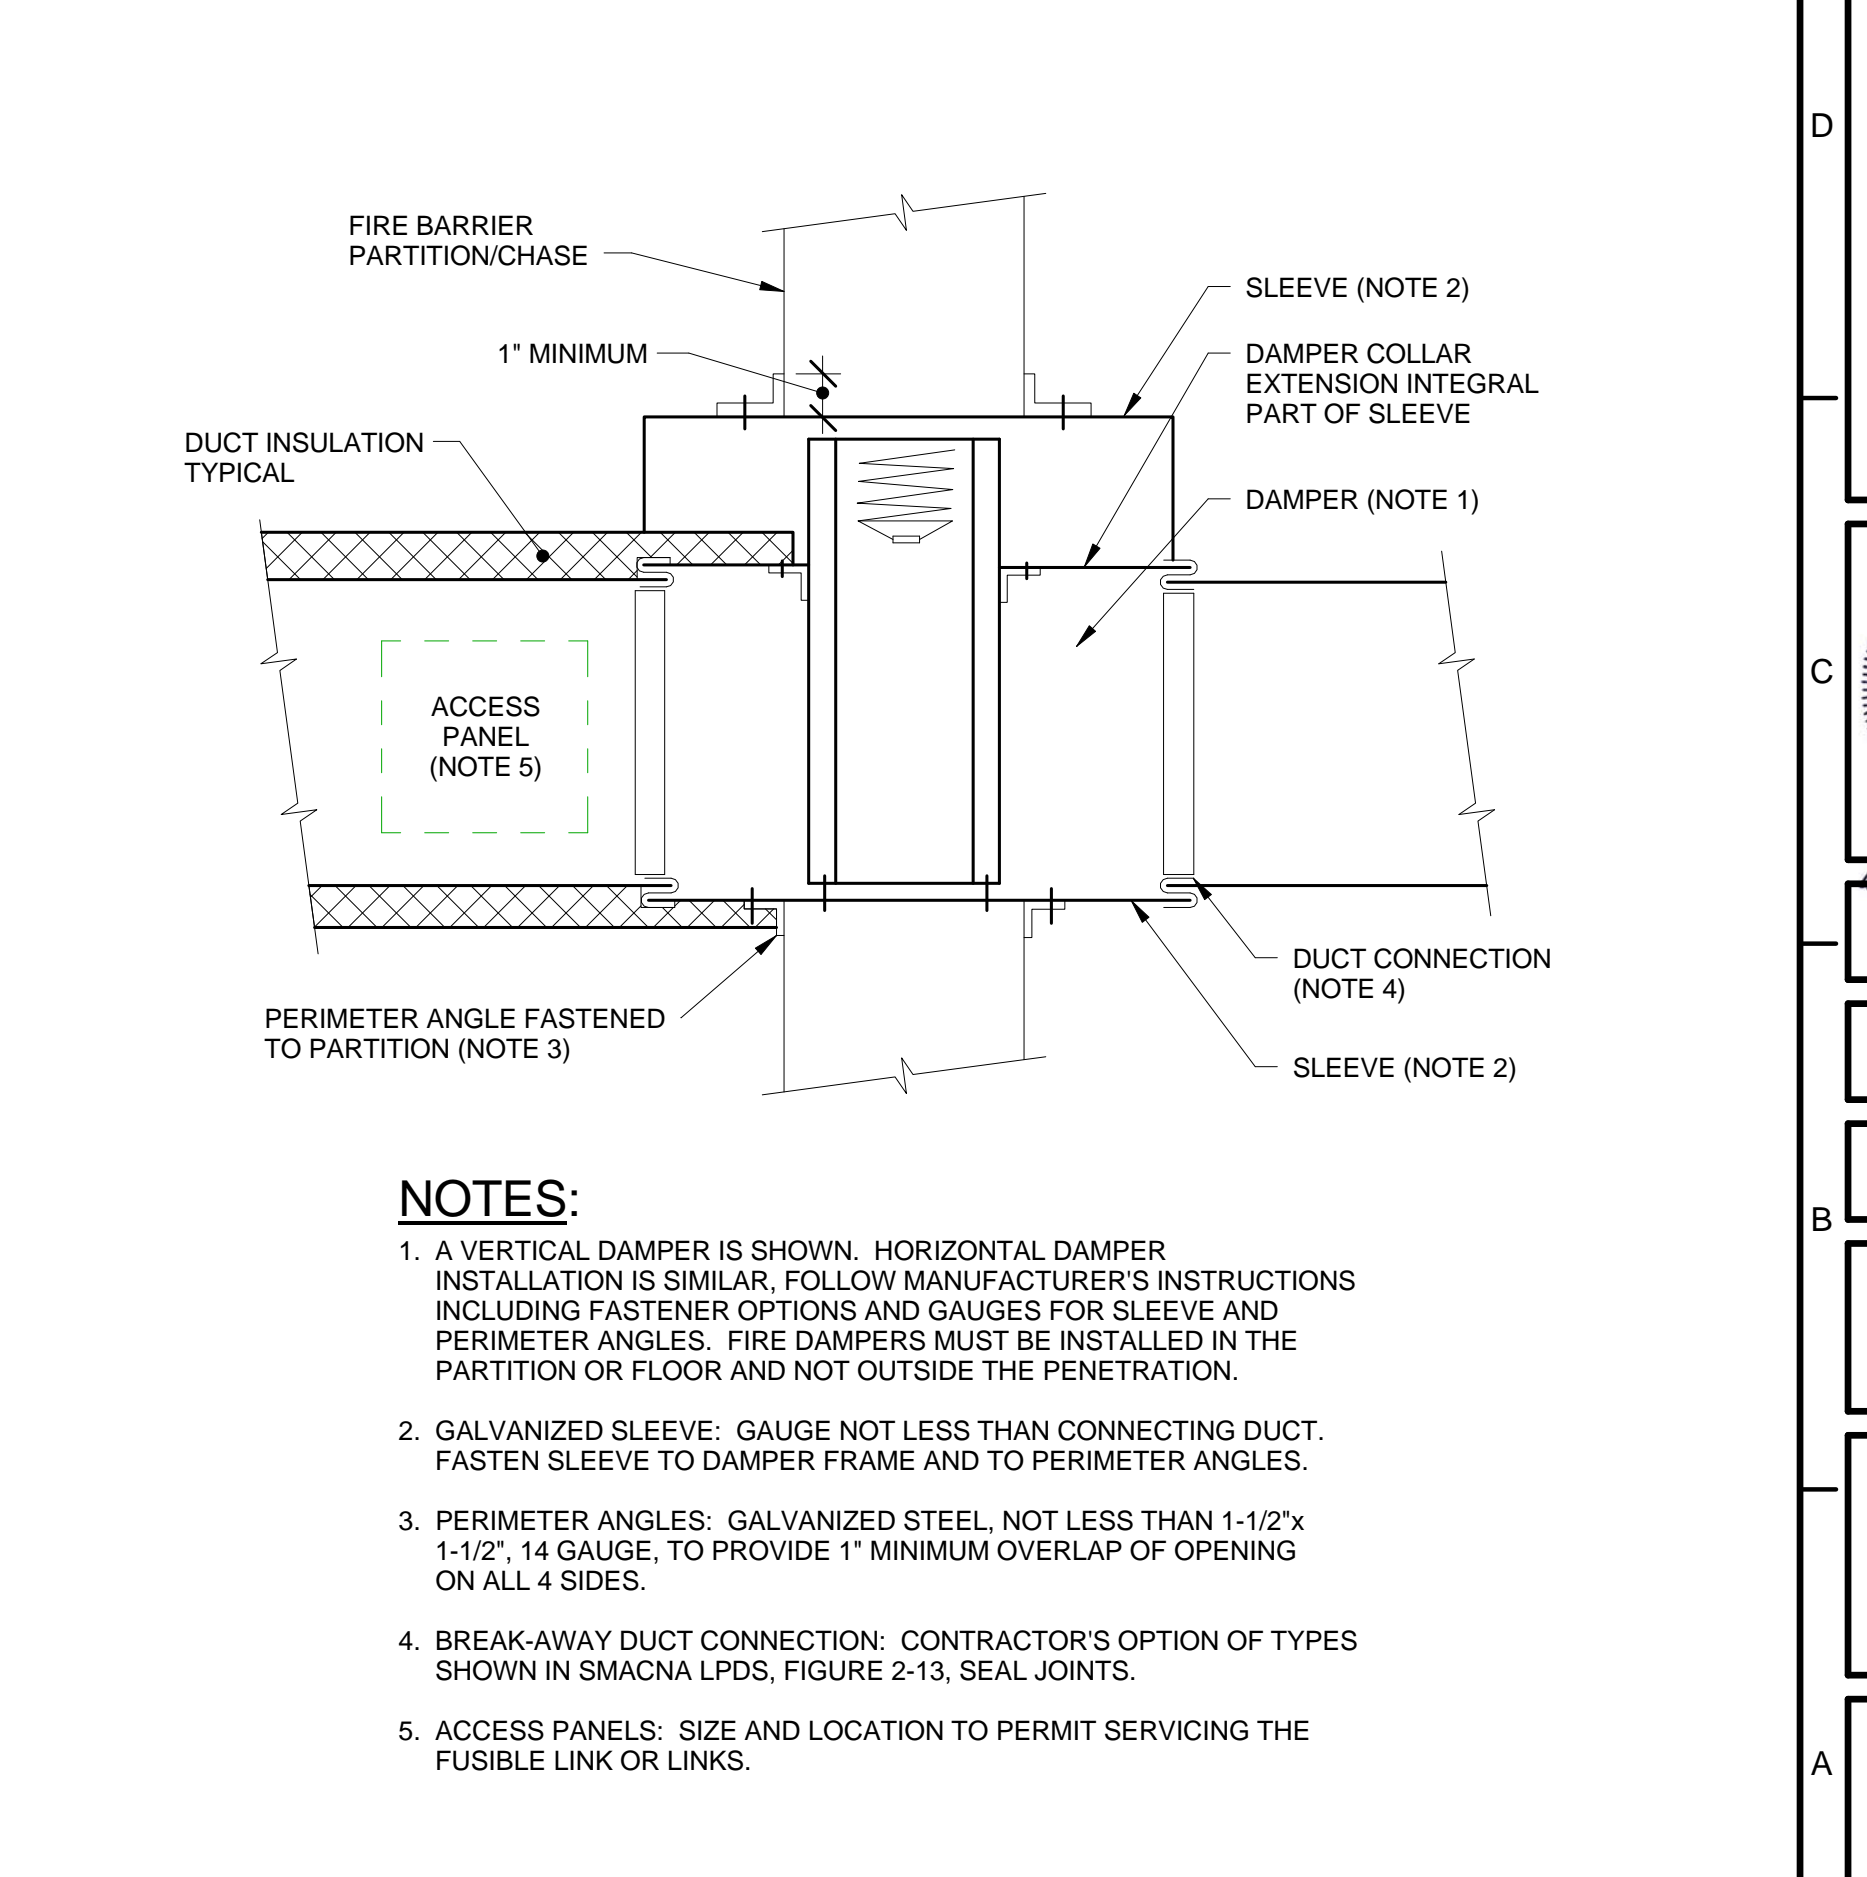 D
FIRE BARRIER
PARTITION/CHASE
SLEEVE (NOTE 2)
1" MINIMUM
DAMPER COLLAR
EXTENSION INTEGRAL
PART OF SLEEVE
DUCT INSULATION
TYPICAL
DAMPER (NOTE 1)
C
ACCESS
PANEL
(NOTE 5)
DUCT CONNECTION
(NOTE 4)
PERIMETER ANGLE FASTENED
TO PARTITION (NOTE 3)
SLEEVE (NOTE 2)
NOTES:
B
1. A VERTICAL DAMPER IS SHOWN. HORIZONTAL DAMPER
INSTALLATION IS SIMILAR, FOLLOW MANUFACTURER'S INSTRUCTIONS
INCLUDING FASTENER OPTIONS AND GAUGES FOR SLEEVE AND
PERIMETER ANGLES. FIRE DAMPERS MUST BE INSTALLED IN THE
PARTITION OR FLOOR AND NOT OUTSIDE THE PENETRATION.
2. GALVANIZED SLEEVE: GAUGE NOT LESS THAN CONNECTING DUCT.
FASTEN SLEEVE TO DAMPER FRAME AND TO PERIMETER ANGLES.
3. PERIMETER ANGLES: GALVANIZED STEEL, NOT LESS THAN 1-1/2"x
1-1/2", 14 GAUGE, TO PROVIDE 1" MINIMUM OVERLAP OF OPENING
ON ALL 4 SIDES.
4. BREAK-AWAY DUCT CONNECTION: CONTRACTOR'S OPTION OF TYPES
SHOWN IN SMACNA LPDS, FIGURE 2-13, SEAL JOINTS.
5. ACCESS PANELS: SIZE AND LOCATION TO PERMIT SERVICING THE
FUSIBLE LINK OR LINKS.
A